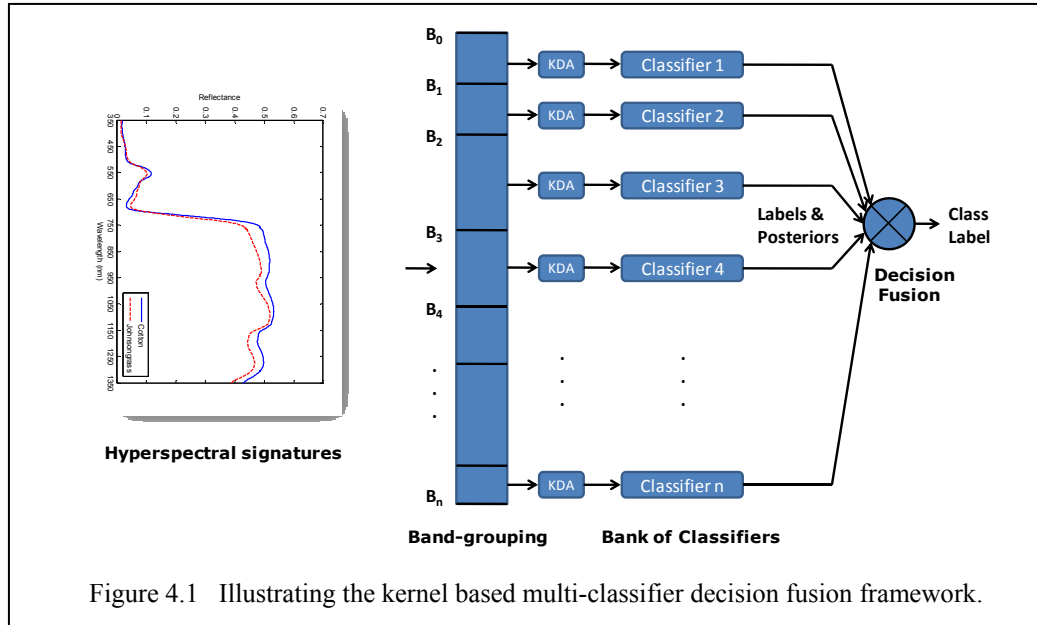 Reflectance
0
0.1
0.2
0.3
0.4
0.5
0.6
0.7
350
450
550
650
750
850
950
1050
1150
1250
1350
Wavelength (nm)
Cotton
Johnsongrass
Hyperspectral signatures
B0
B1
B2
B3
B4
Bn
Band-grouping
KDA
Classifier 1
KDA
Classifier 2
KDA
Classifier 3
KDA
Classifier 4
KDA
Classifier n
Bank of Classifiers
Labels &
Posteriors
Class
Label
Decision
Fusion
Figure 4.1 Illustrating the kernel based multi-classifier decision fusion framework.